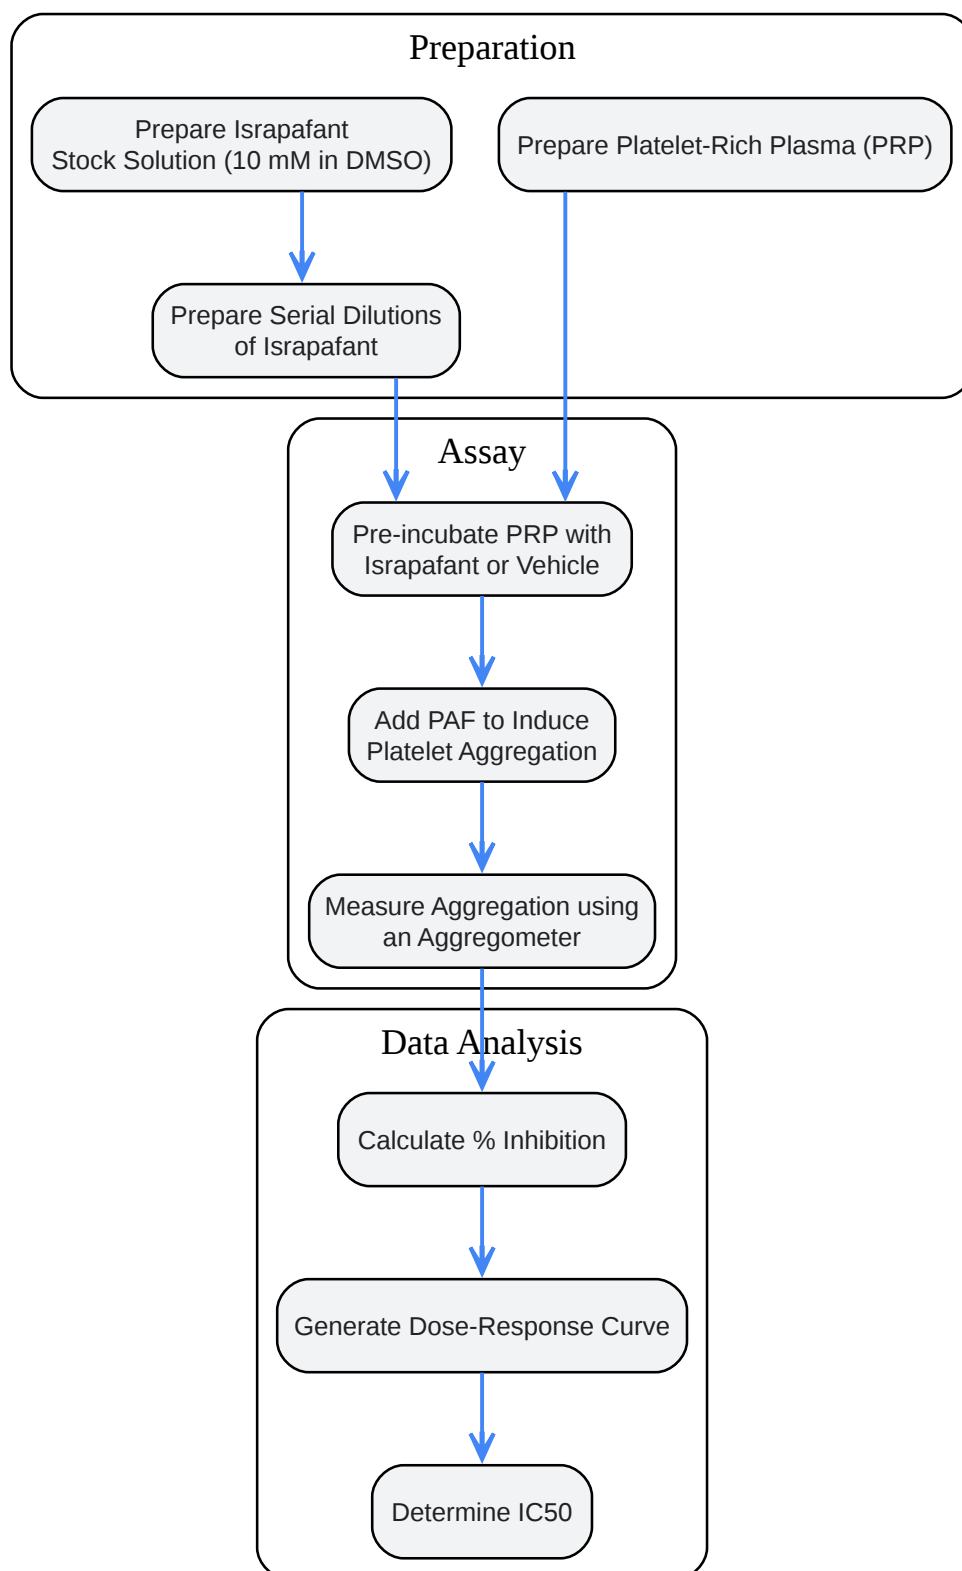 Preparation
Prepare Israpafant
Stock Solution (10 mM in DMSO)
Prepare Platelet-Rich Plasma (PRP)
Prepare Serial Dilutions
of Israpafant
Assay
Pre-incubate PRP with
Israpafant or Vehicle
Add PAF to Induce
Platelet Aggregation
Measure Aggregation using
an Aggregometer
Data Analysis
Calculate % Inhibition
Generate Dose-Response Curve
Determine IC50